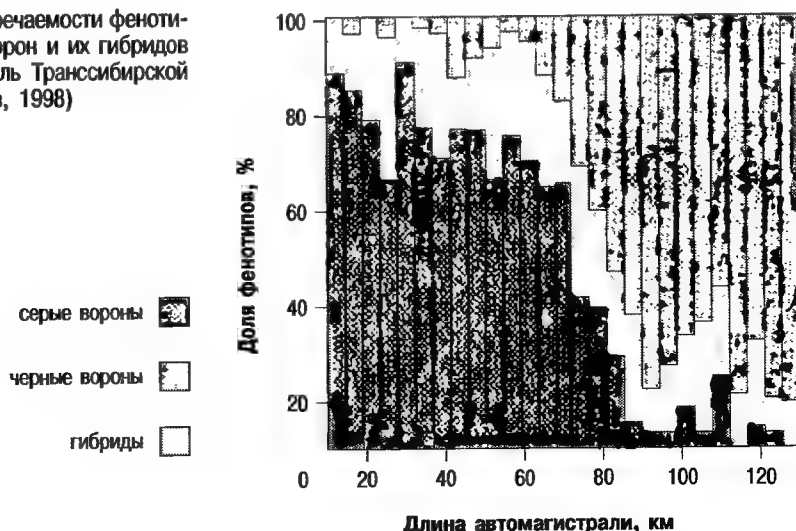 речаемости феноти-
орон и их гибридов
ль Транссибирской
в, 1998)
100
80
60
40
20
0
20
40
60
80
100
120
Доля фенотипов, %
Длина автомагистрали, км
серые вороны
черные вороны
гибриды